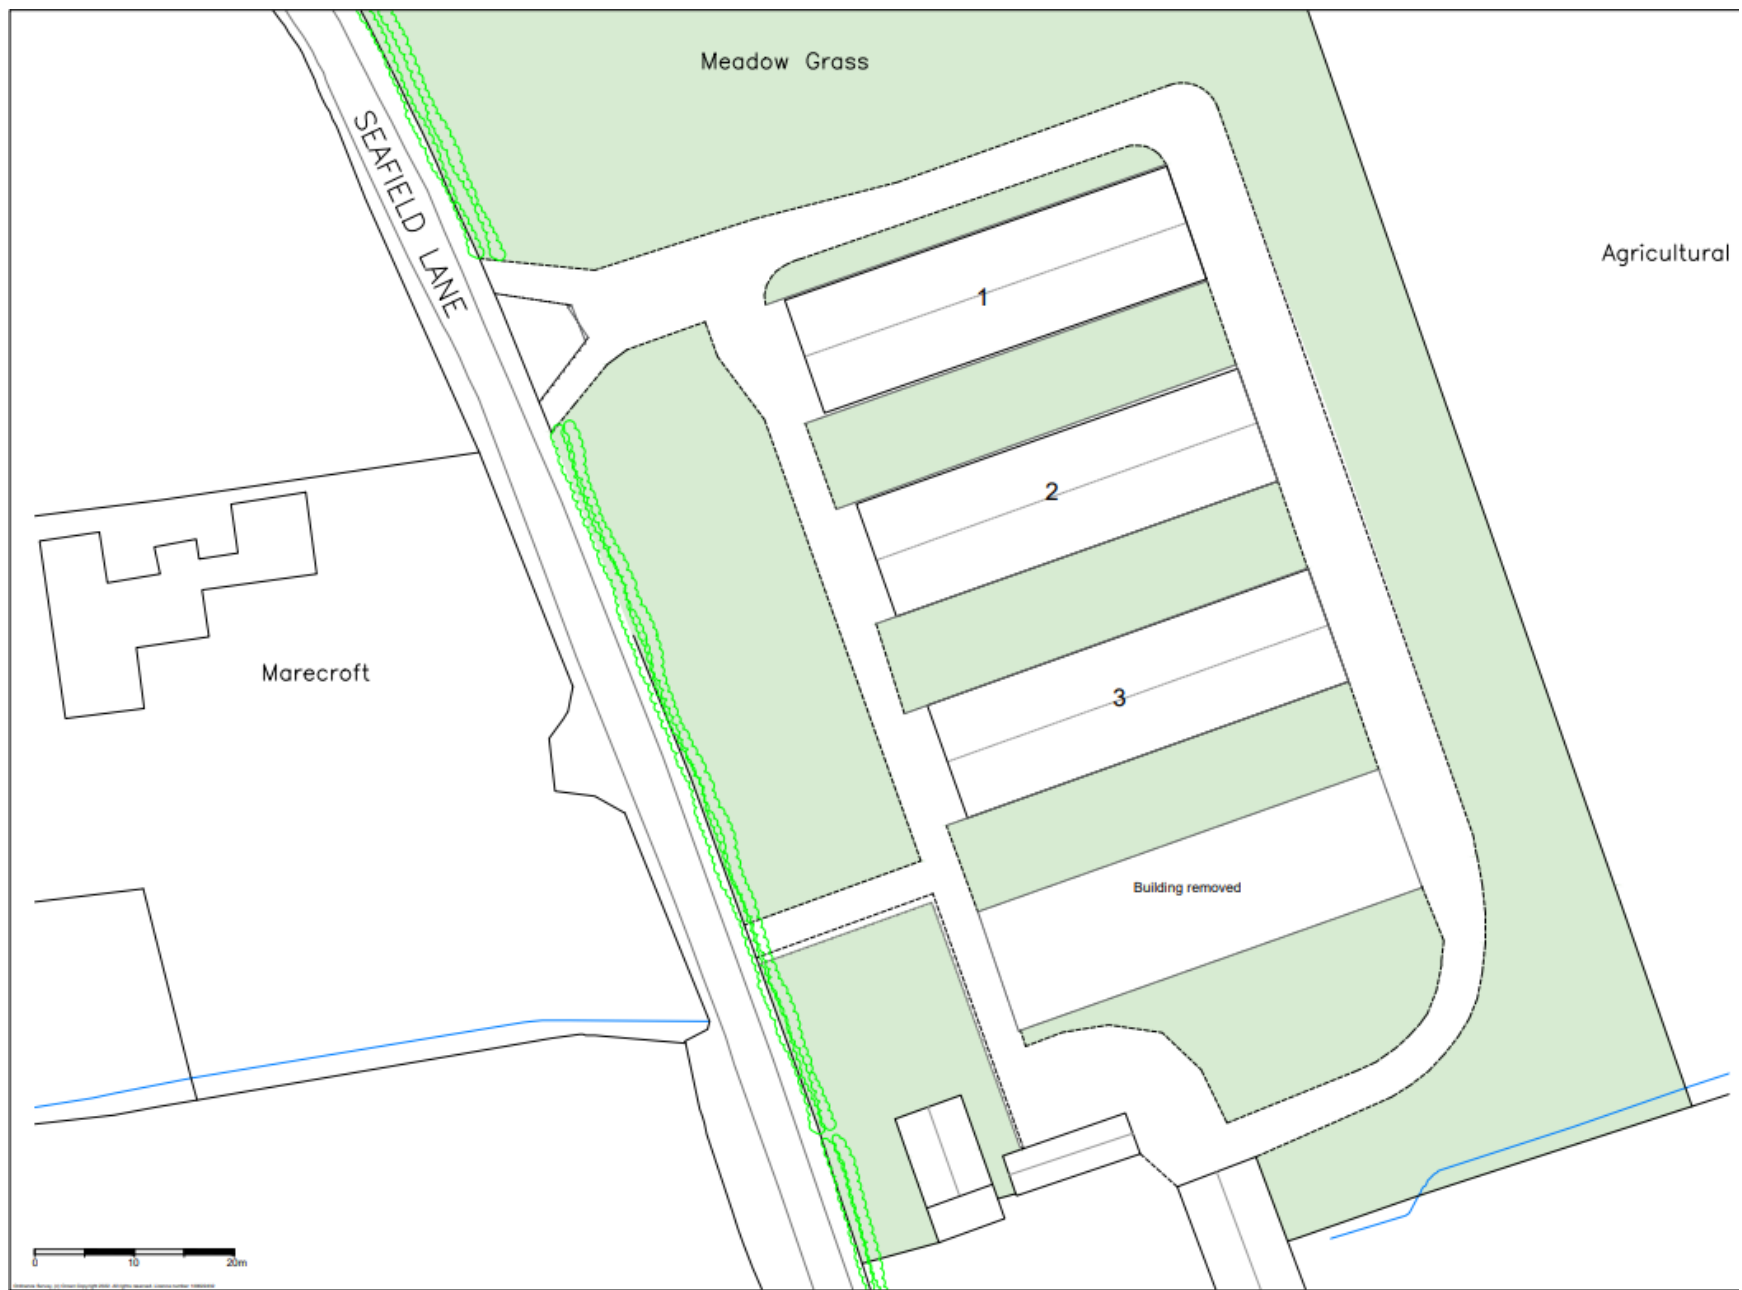 Meadow Grass
SEAFIELD LANE
Agricultural
1
2
3
Marecroft
Building removed
0
10
20m